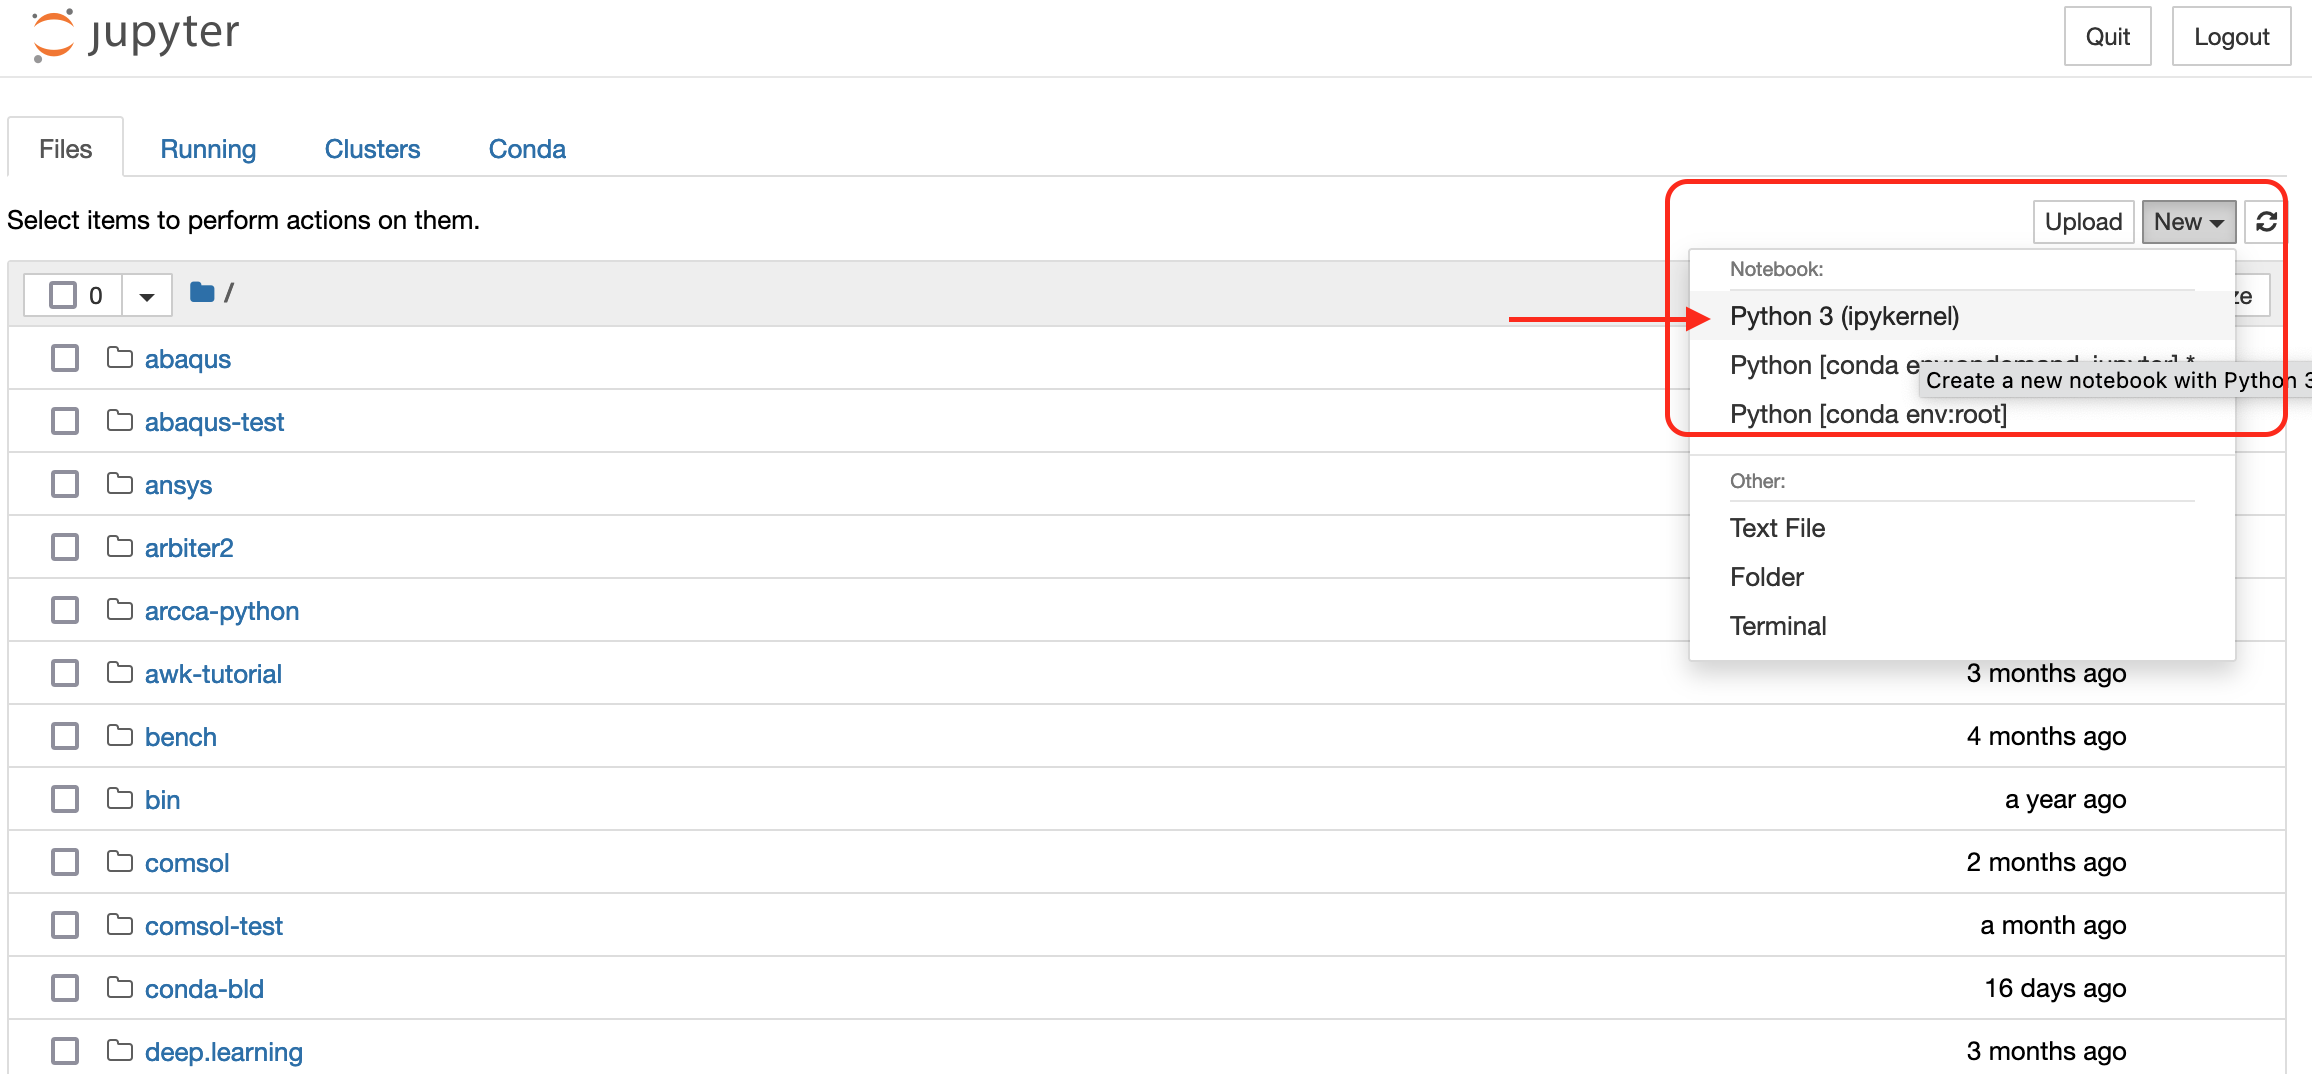 jupyter
Quit Logout
Files Running Clusters Conda
Select items to perform actions on them.
Upload New
0 /
Notebook:
Python 3 (ipykernel)
Python [conda
Create a new notebook with Python 3
Python [conda env:root]
Other:
Text File
Folder
Terminal
abaqus
abaqus-test
ansys
arbiter2
arcca-python
awk-tutorial 3 months ago
bench 4 months ago
bin a year ago
comsol 2 months ago
comsol-test a month ago
conda-bld 16 days ago
deep.learning 3 months ago